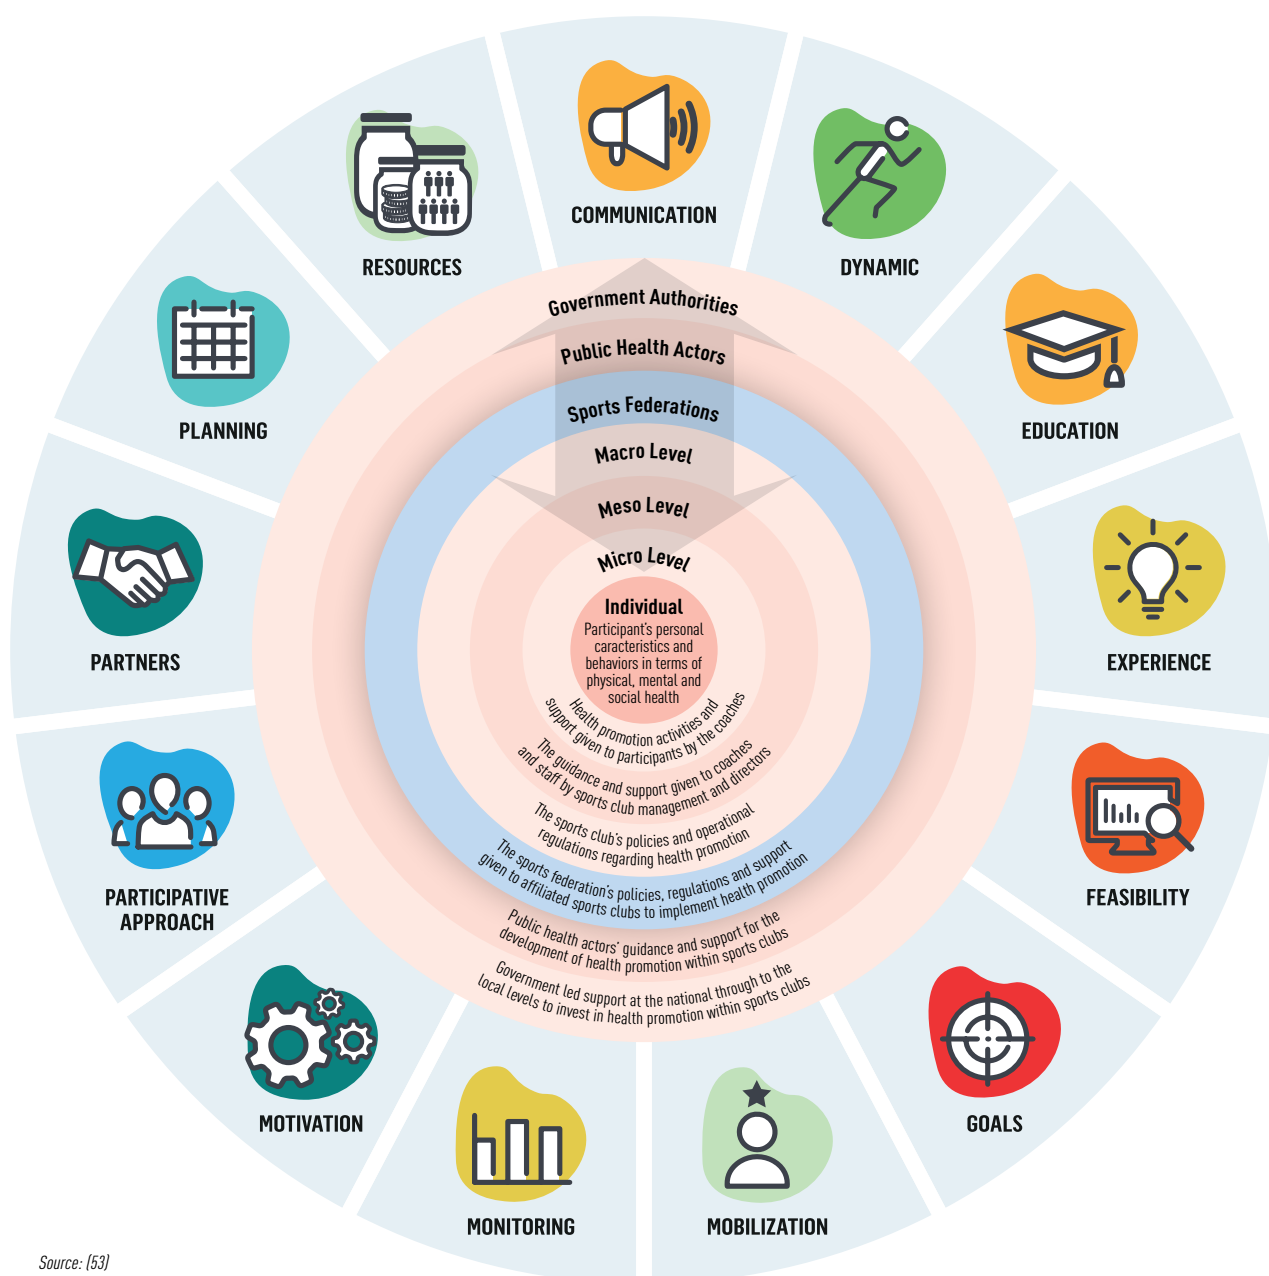 COMMUNICATION
DYNAMIC
EDUCATION
EXPERIENCE
FEASIBILITY
GOALS
MOBILIZATION
MONITORING
MOTIVATION
PARTICIPATIVE
APPROACH
PARTNERS
PLANNING
RESOURCES
Government Authorities
Public Health Actors
Sports Federations
Macro Level
Meso Level
Micro Level
Individual
Participant's personal
caracteristics and
behaviors in terms of
physical, mental and
social health
Health promotion activities and
support given to participants by the coaches
The guidance and support given to coaches
and staff by sports club management and directors
The sports club's policies and operational
regulations regarding health promotion
The sports federation's policies, regulations and support
given to affiliated sports clubs to implement health promotion
Public health actors' guidance and support for the
development of health promotion within sports clubs
Government led support at the national through to the
local levels to invest in health promotion within sports clubs
Source: (53)